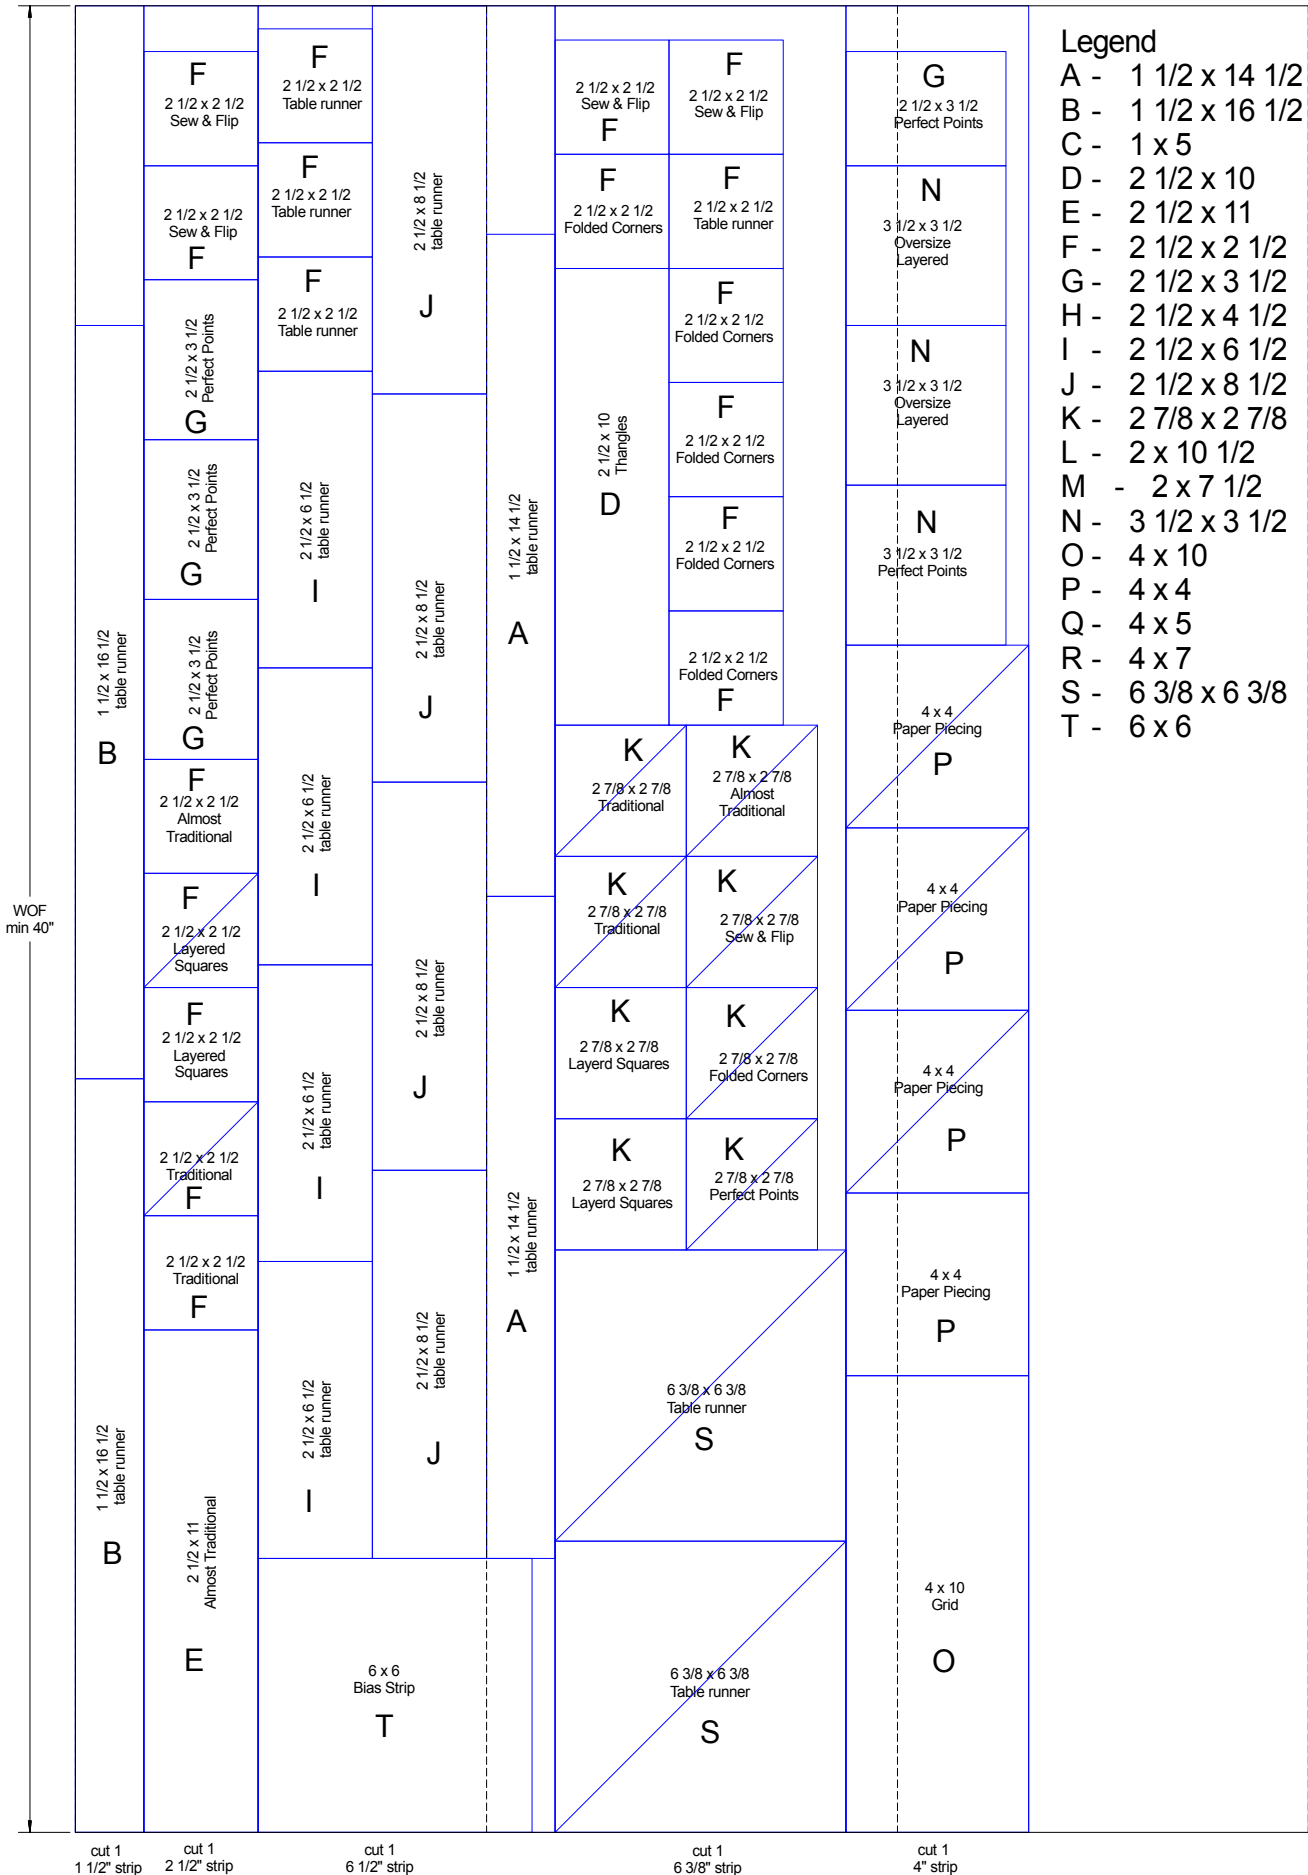 WOF
min 40"
1 1/2 x 16 1/2
table runner
B
1 1/2 x 16 1/2
table runner
B
cut 1
1 1/2" strip
F
2 1/2 x 2 1/2
Sew & Flip
2 1/2 x 2 1/2
Sew & Flip
F
2 1/2 x 3 1/2
Perfect Points
G
2 1/2 x 3 1/2
Perfect Points
G
2 1/2 x 3 1/2
Perfect Points
G
F
2 1/2 x 2 1/2
Almost
Traditional
F
2 1/2 x 2 1/2
Layered
Squares
F
2 1/2 x 2 1/2
Layered
Squares
2 1/2 x 2 1/2
Traditional
F
2 1/2 x 2 1/2
Traditional
F
2 1/2 x 11
Almost Traditional
E
cut 1
2 1/2" strip
F
2 1/2 x 2 1/2
Table runner
F
2 1/2 x 2 1/2
Table runner
F
2 1/2 x 2 1/2
Table runner
2 1/2 x 6 1/2
table runner
I
2 1/2 x 6 1/2
table runner
I
2 1/2 x 6 1/2
table runner
I
2 1/2 x 6 1/2
table runner
I
2 1/2 x 8 1/2
table runner
J
2 1/2 x 8 1/2
table runner
J
2 1/2 x 8 1/2
table runner
J
2 1/2 x 8 1/2
table runner
J
1 1/2 x 14 1/2
table runner
A
1 1/2 x 14 1/2
table runner
A
6 x 6
Bias Strip
T
cut 1
6 1/2" strip
2 1/2 x 2 1/2
Sew & Flip
F
F
2 1/2 x 2 1/2
Sew & Flip
F
2 1/2 x 2 1/2
Folded Corners
F
2 1/2 x 2 1/2
Table runner
2 1/2 x 10
Thangles
D
F
2 1/2 x 2 1/2
Folded Corners
F
2 1/2 x 2 1/2
Folded Corners
F
2 1/2 x 2 1/2
Folded Corners
2 1/2 x 2 1/2
Folded Corners
F
K
2 7/8 x 2 7/8
Traditional
K
2 7/8 x 2 7/8
Almost
Traditional
K
2 7/8 x 2 7/8
Traditional
K
2 7/8 x 2 7/8
Sew & Flip
K
2 7/8 x 2 7/8
Layerd Squares
K
2 7/8 x 2 7/8
Folded Corners
K
2 7/8 x 2 7/8
Layerd Squares
K
2 7/8 x 2 7/8
Perfect Points
6 3/8 x 6 3/8
Table runner
S
6 3/8 x 6 3/8
Table runner
S
cut 1
6 3/8" strip
G
2 1/2 x 3 1/2
Perfect Points
N
3 1/2 x 3 1/2
Oversize
Layered
N
3 1/2 x 3 1/2
Oversize
Layered
N
3 1/2 x 3 1/2
Perfect Points
4 x 4
Paper Piecing
P
4 x 4
Paper Piecing
P
4 x 4
Paper Piecing
P
4 x 4
Paper Piecing
P
4 x 10
Grid
O
cut 1
4" strip
Legend
A - 1 1/2 x 14 1/2
B - 1 1/2 x 16 1/2
C - 1 x 5
D - 2 1/2 x 10
E - 2 1/2 x 11
F - 2 1/2 x 2 1/2
G - 2 1/2 x 3 1/2
H - 2 1/2 x 4 1/2
I - 2 1/2 x 6 1/2
J - 2 1/2 x 8 1/2
K - 2 7/8 x 2 7/8
L - 2 x 10 1/2
M - 2 x 7 1/2
N - 3 1/2 x 3 1/2
O - 4 x 10
P - 4 x 4
Q - 4 x 5
R - 4 x 7
S - 6 3/8 x 6 3/8
T - 6 x 6